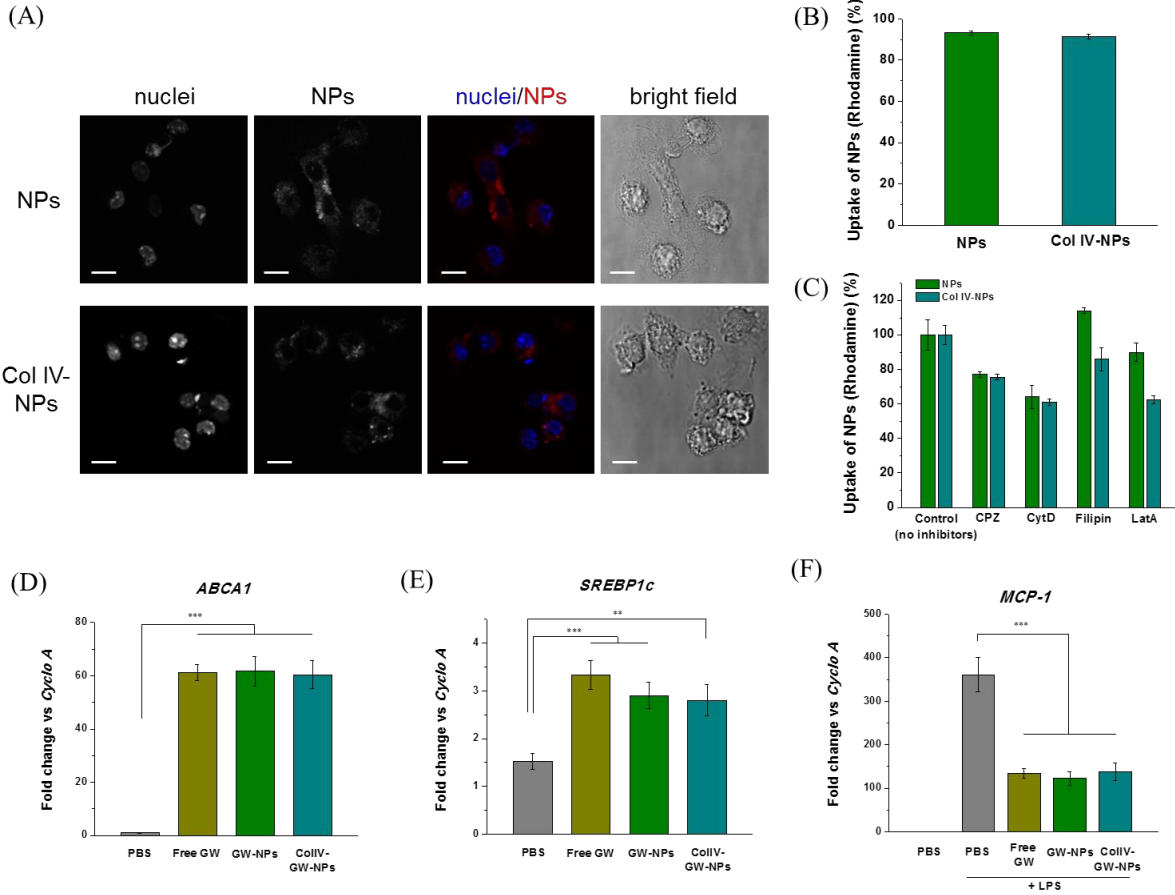 (A)
nuclei NPs nuclei/NPs bright field
NPs
Col IV-
NPs
(B)
Uptake of NPs (Rhodamine) (%)
100
80
60
40
20
0
NPs Col IV-NPs
(C)
Uptake of NPs (Rhodamine) (%)
NPs
Col IV-NPs
120
100
80
60
40
20
0
Control CPZ CytD Filipin LatA
(no inhibitors)
(D)
ABCA1
Fold change vs Cyclo A
***
80
60
40
20
0
PBS Free GW GW-NPs ColIV-
GW-NPs
(E)
SREBP1c
Fold change vs Cyclo A
**
***
4
3
2
1
0
PBS Free GW GW-NPs ColIV-
GW-NPs
(F)
MCP-1
Fold change vs Cyclo A
***
500
400
300
200
100
0
PBS PBS Free GW-NPs ColIV-
GW GW-NPs
+ LPS